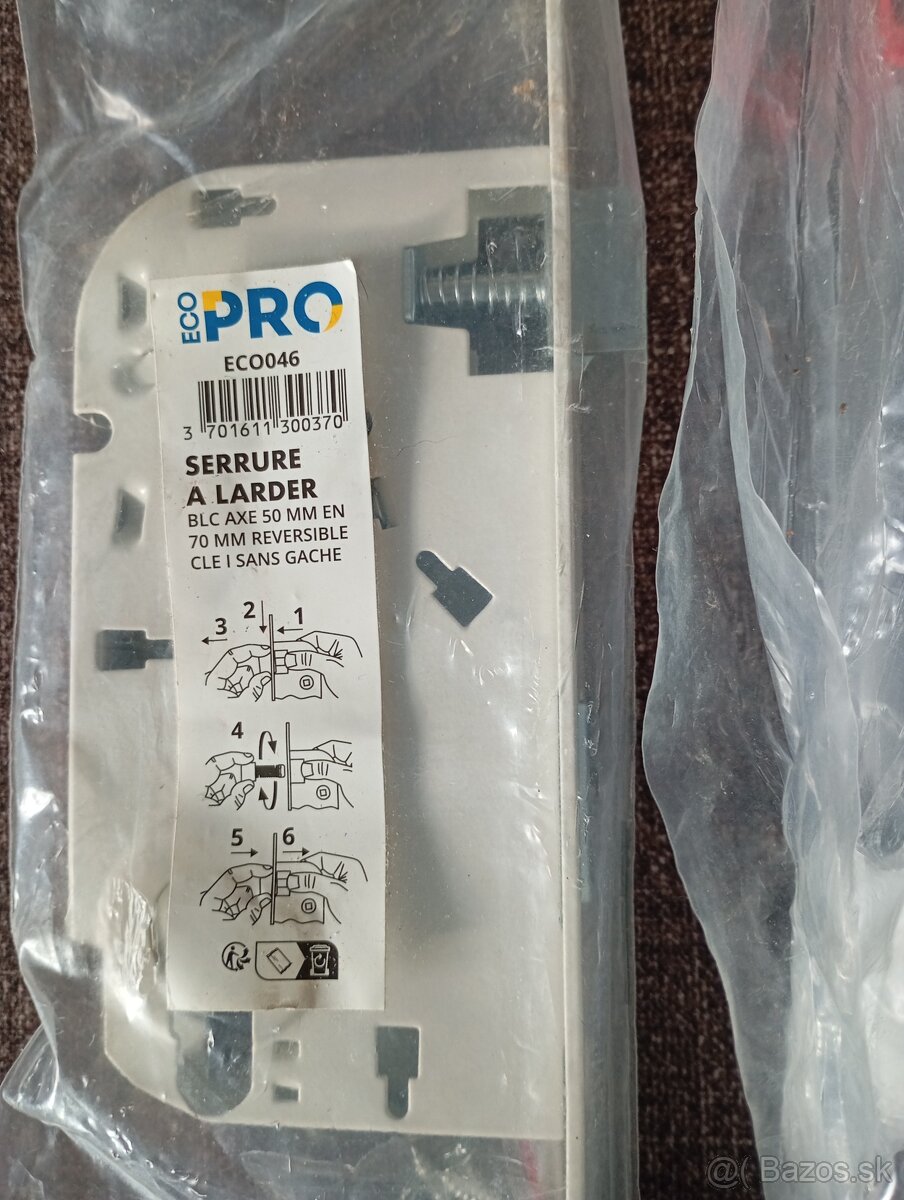 ECO PRO
ECO046
3 701611 300370
SERRURE
A LARDER
BLC AXE 50 MM EN
70 MM REVERSIBLE
CLE I SANS GACHE
3 2 1
4
5 6
@( Bazos.sk